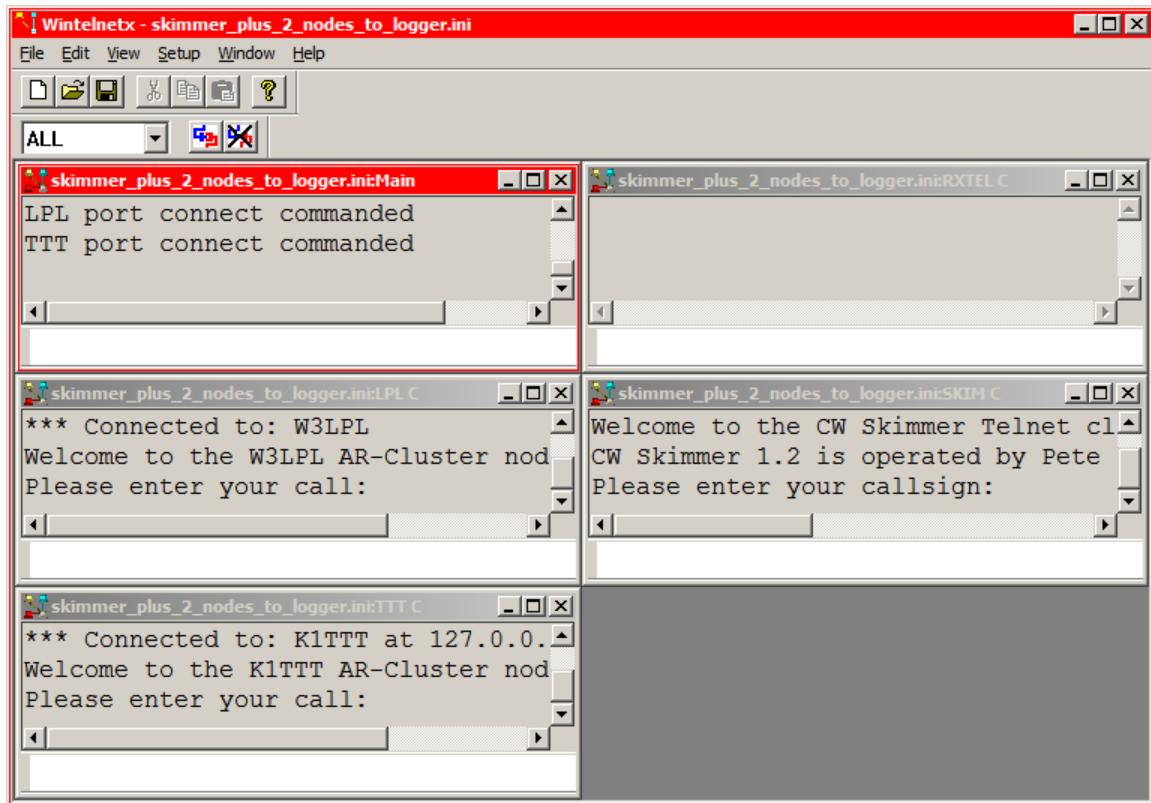 Wintelnetx - skimmer_plus_2_nodes_to_logger.ini
File Edit View Setup Window Help
ALL
skimmer_plus_2_nodes_to_logger.ini:Main
LPL port connect commanded
TTT port connect commanded
skimmer_plus_2_nodes_to_logger.ini:RXTEL C
skimmer_plus_2_nodes_to_logger.ini:LPL C
*** Connected to: W3LPL
Welcome to the W3LPL AR-Cluster nod
Please enter your call:
skimmer_plus_2_nodes_to_logger.ini:SKIM C
Welcome to the CW Skimmer Telnet cl
CW Skimmer 1.2 is operated by Pete
Please enter your callsign:
skimmer_plus_2_nodes_to_logger.ini:TTT C
*** Connected to: K1TTT at 127.0.0.
Welcome to the K1TTT AR-Cluster nod
Please enter your call: